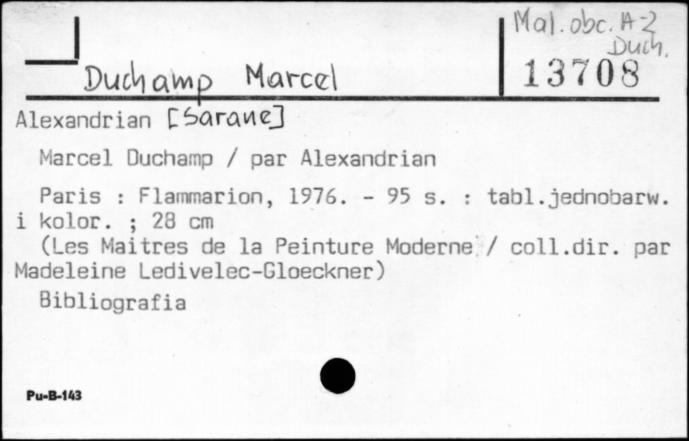 Mal. obc. A-2
Duch.
Duchamp Marcel
13708
Alexandrian [Sarane]
Marcel Duchamp / par Alexandrian
Paris : Flammarion, 1976. - 95 s. : tabl.jednobarw.
i kolor. ; 28 cm
(Les Maitres de la Peinture Moderne / coll.dir. par
Madeleine Ledivelec-Gloeckner)
Bibliografia
Pu-B-143